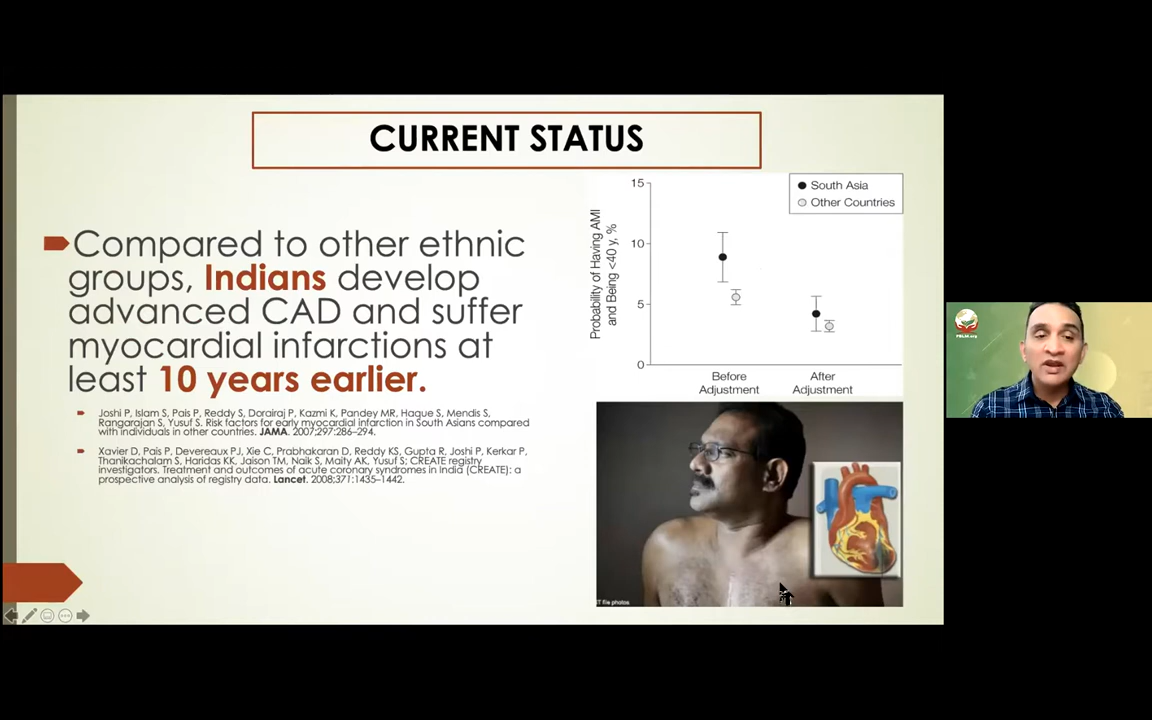 CURRENT STATUS
Compared to other ethnic
groups, Indians develop
advanced CAD and suffer
myocardial infarctions at
least 10 years earlier.
Joshi P, Islam S, Pais P, Reddy S, Dorairaj P, Kazmi K, Pandey MR, Haque S, Mendis S,
Rangarajan S, Yusuf S. Risk factors for early myocardial infarction in South Asians compared
with individuals in other countries. JAMA. 2007;297:286–294.
Xavier D, Pais P, Devereaux PJ, Xie C, Prabhakaran D, Reddy KS, Gupta R, Joshi P, Kerkar P,
Thanikachalam S, Haridas KK, Jaison TM, Naik S, Maity AK, Yusuf S; CREATE registry
investigators. Treatment and outcomes of acute coronary syndromes in India (CREATE): a
prospective analysis of registry data. Lancet. 2008;371:1435–1442.
Probability of Having AMI
and Being <40 y, %
15
10
5
0
South Asia
Other Countries
Before
Adjustment
After
Adjustment
file photos